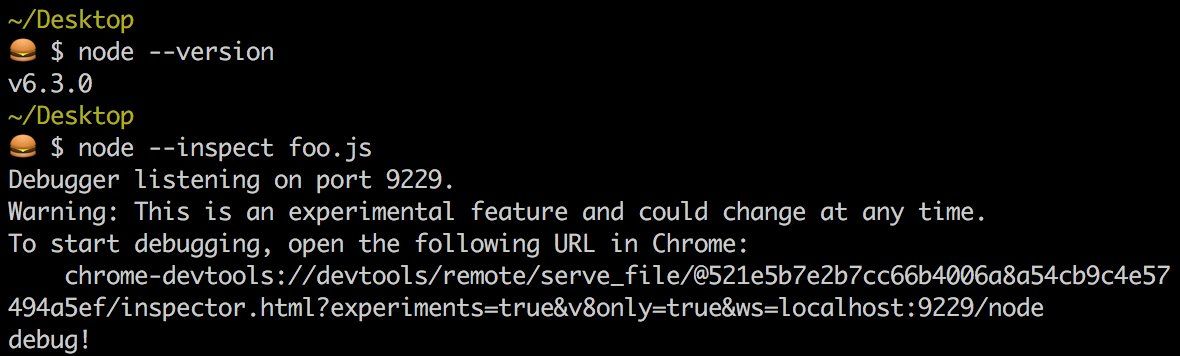 ~/Desktop
🍔 $ node --version
v6.3.0
~/Desktop
🍔 $ node --inspect foo.js
Debugger listening on port 9229.
Warning: This is an experimental feature and could change at any time.
To start debugging, open the following URL in Chrome:
    chrome-devtools://devtools/remote/serve_file/@521e5b7e2b7cc66b4006a8a54cb9c4e57
494a5ef/inspector.html?experiments=true&v8only=true&ws=localhost:9229/node
debug!